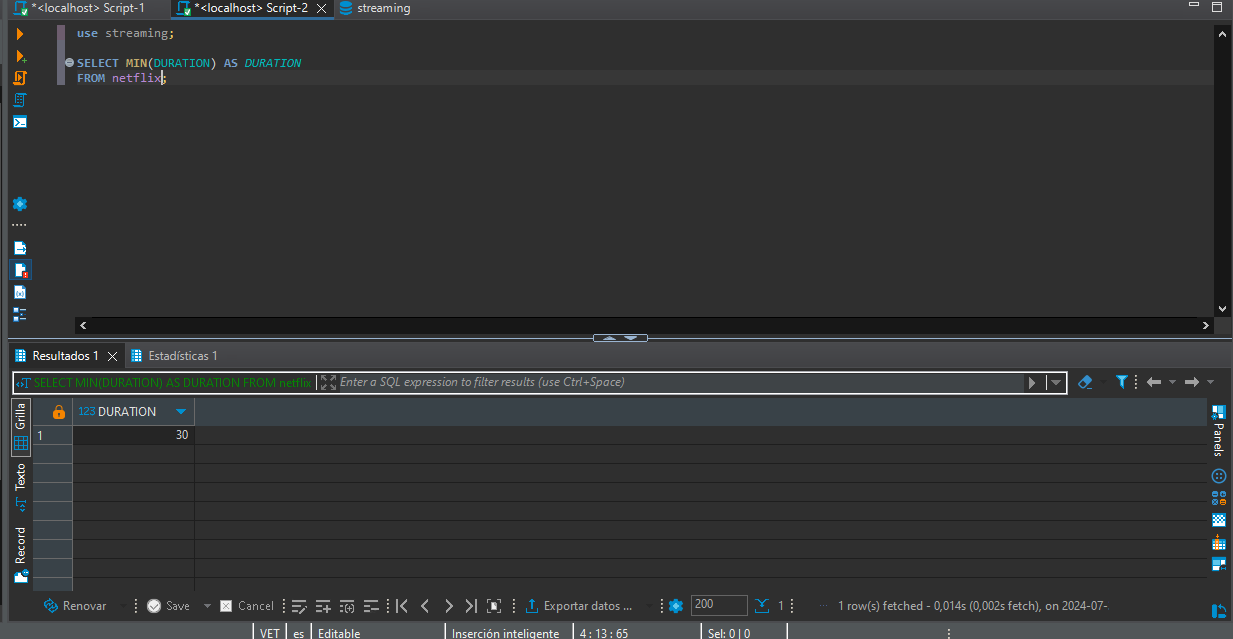 *<localhost> Script-1
*<localhost> Script-2
streaming
use streaming;
SELECT MIN(DURATION) AS DURATION
FROM netflix;
Resultados 1
Estadísticas 1
SELECT MIN(DURATION) AS DURATION FROM netflix
Enter a SQL expression to filter results (use Ctrl+Space)
Grilla
123 DURATION
1
30
Texto
Record
Panels
Renovar
Save
Cancel
Exportar datos ...
200
1
1 row(s) fetched - 0,014s (0,002s fetch), on 2024-07-
VET
es
Editable
Inserción inteligente
4 : 13 : 65
Sel: 0 | 0